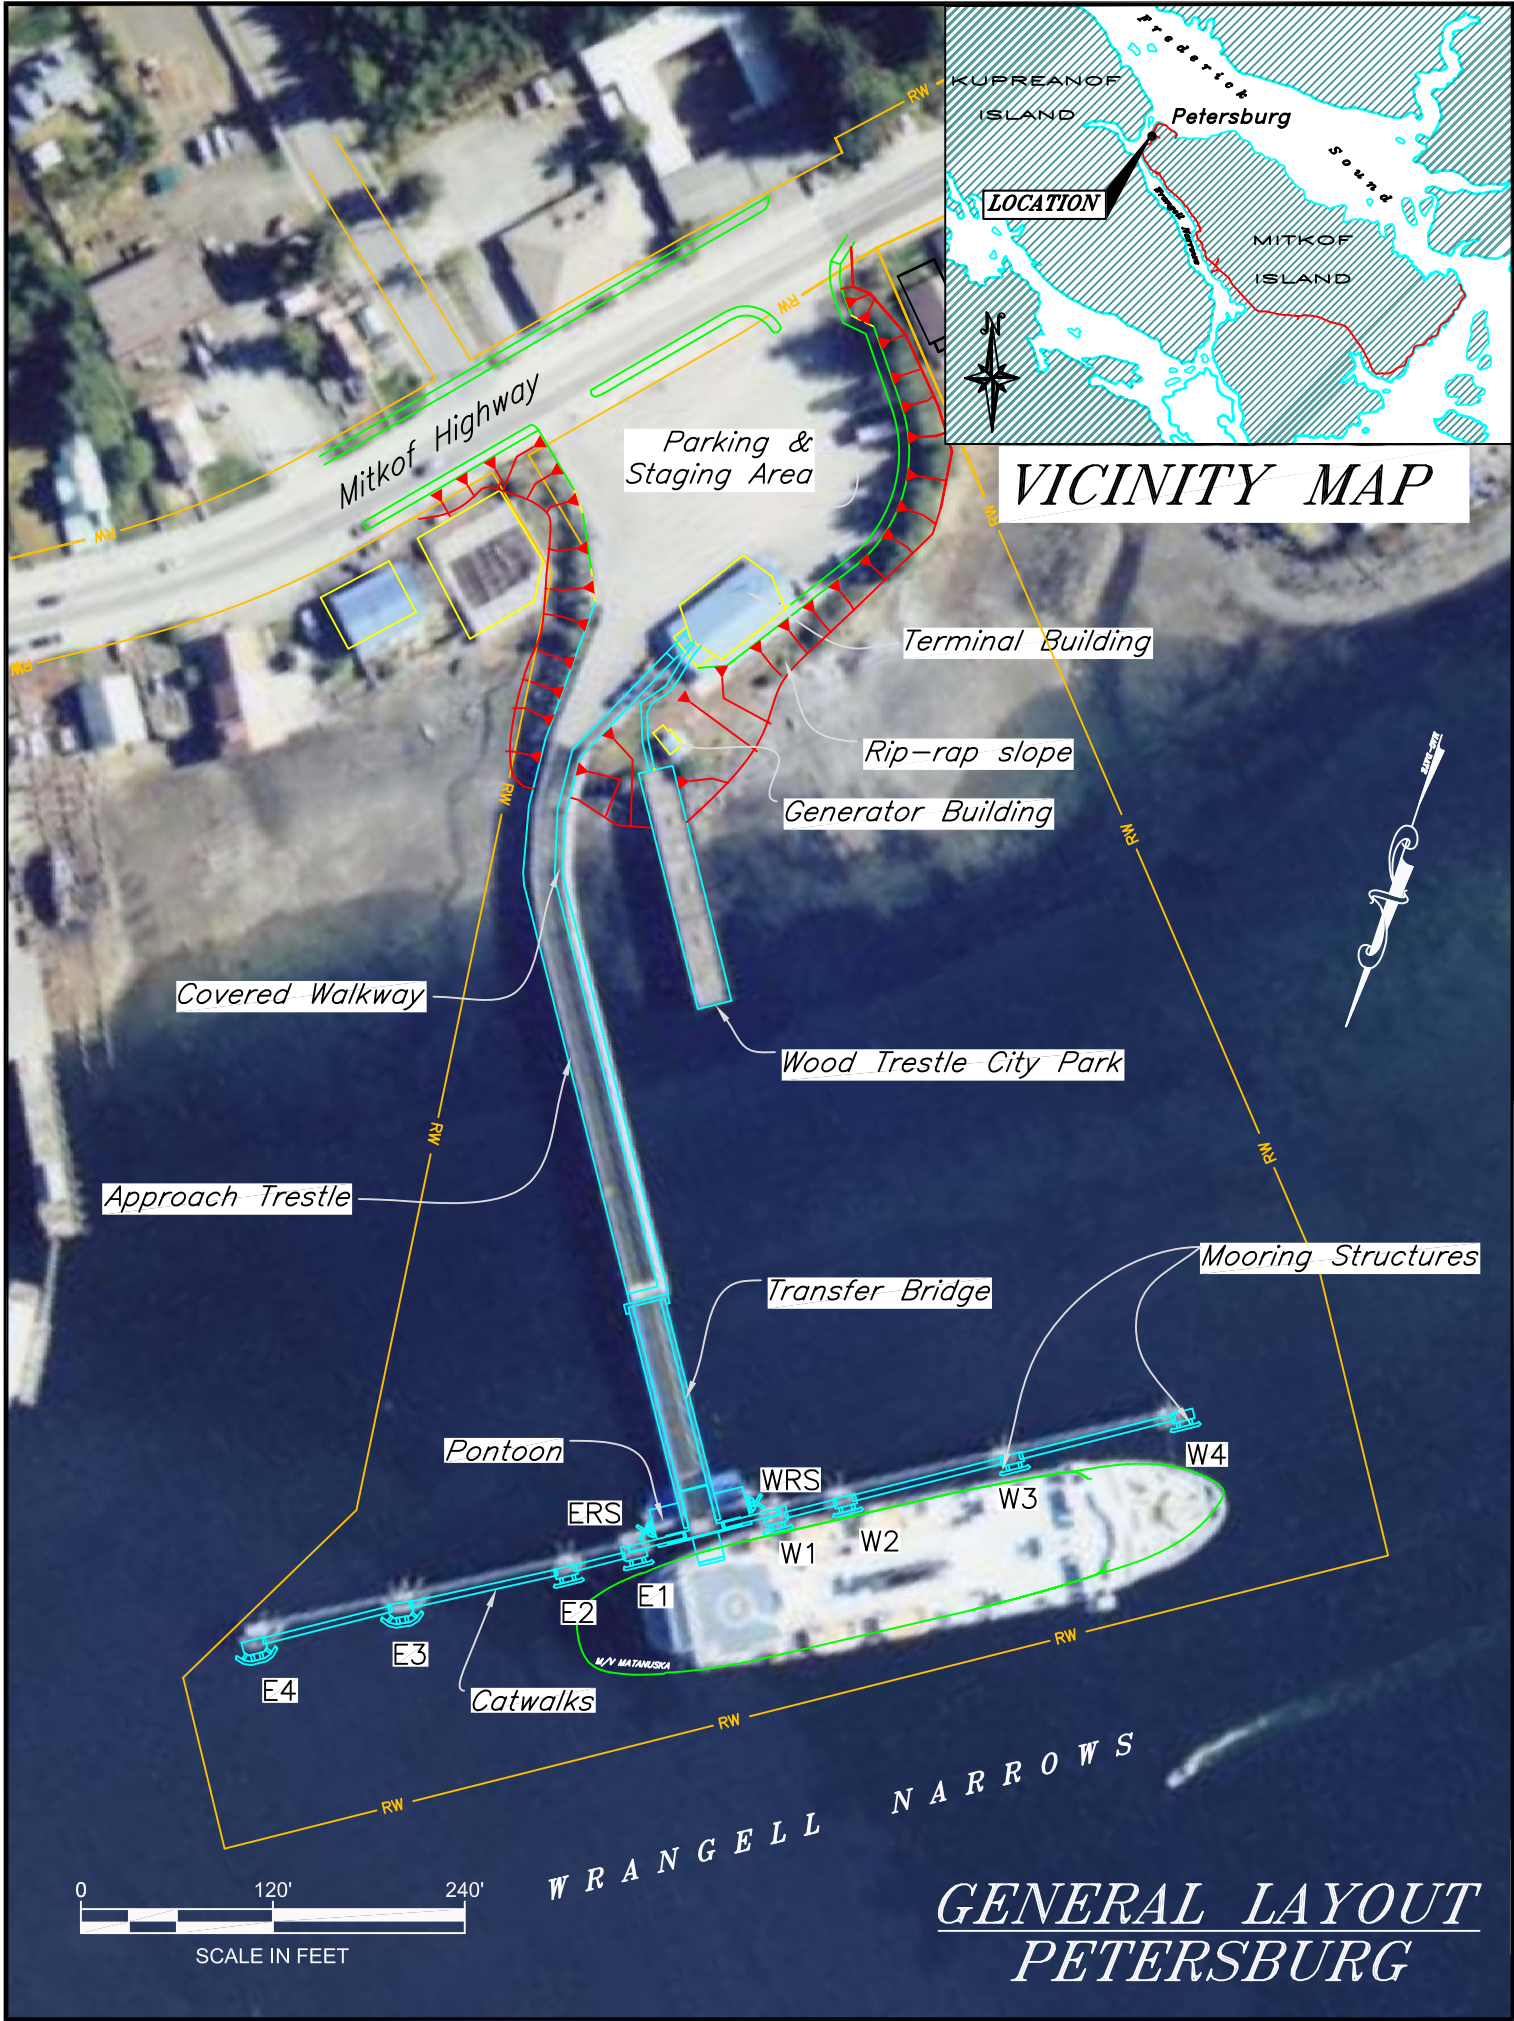 Frederick
KUPREANOF
ISLAND
Petersburg
Sound
LOCATION
Wrangell Narrows
MITKOF
ISLAND
N
VICINITY MAP
RW
RW
RW
RW
RW
RW
RW
RW
RW
RW
RW
RW
RW
Mitkof Highway
Parking &
Staging Area
Terminal Building
Rip-rap slope
Generator Building
Covered Walkway
Wood Trestle City Park
Approach Trestle
Mooring Structures
Transfer Bridge
Pontoon
W4
WRS
W3
ERS
W2
W1
E1
E2
E3
E4
M/V MATANUSKA
Catwalks
WRANGELL NARROWS
0 120' 240'
SCALE IN FEET
GENERAL LAYOUT
PETERSBURG